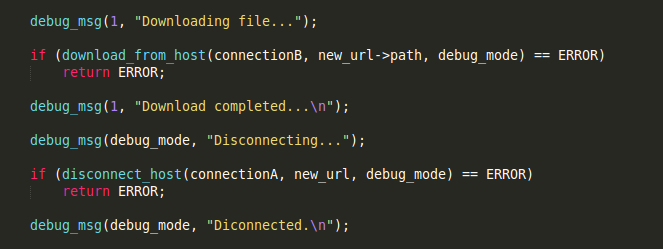 debug_msg(1, "Downloading file...");
if (download_from_host(connectionB, new_url->path, debug_mode) == ERROR)
return ERROR;
debug_msg(1, "Download completed...\n");
debug_msg(debug_mode, "Disconnecting...");
if (disconnect_host(connectionA, new_url, debug_mode) == ERROR)
return ERROR;
debug_msg(debug_mode, "Diconnected.\n");